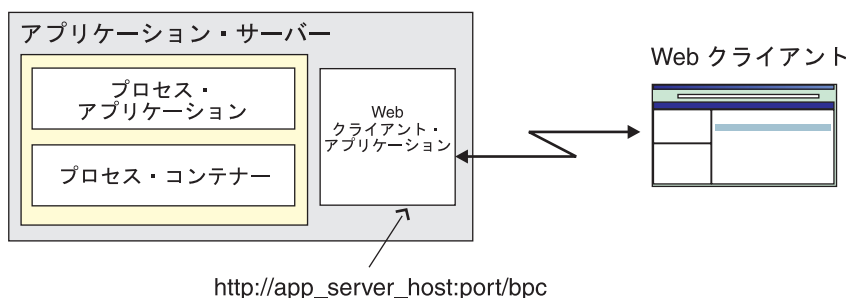 アプリケーション・サーバー
プロセス・
アプリケーション
プロセス・コンテナー
Web
クライアント・
アプリケーション
Web クライアント
http://app_server_host:port/bpc